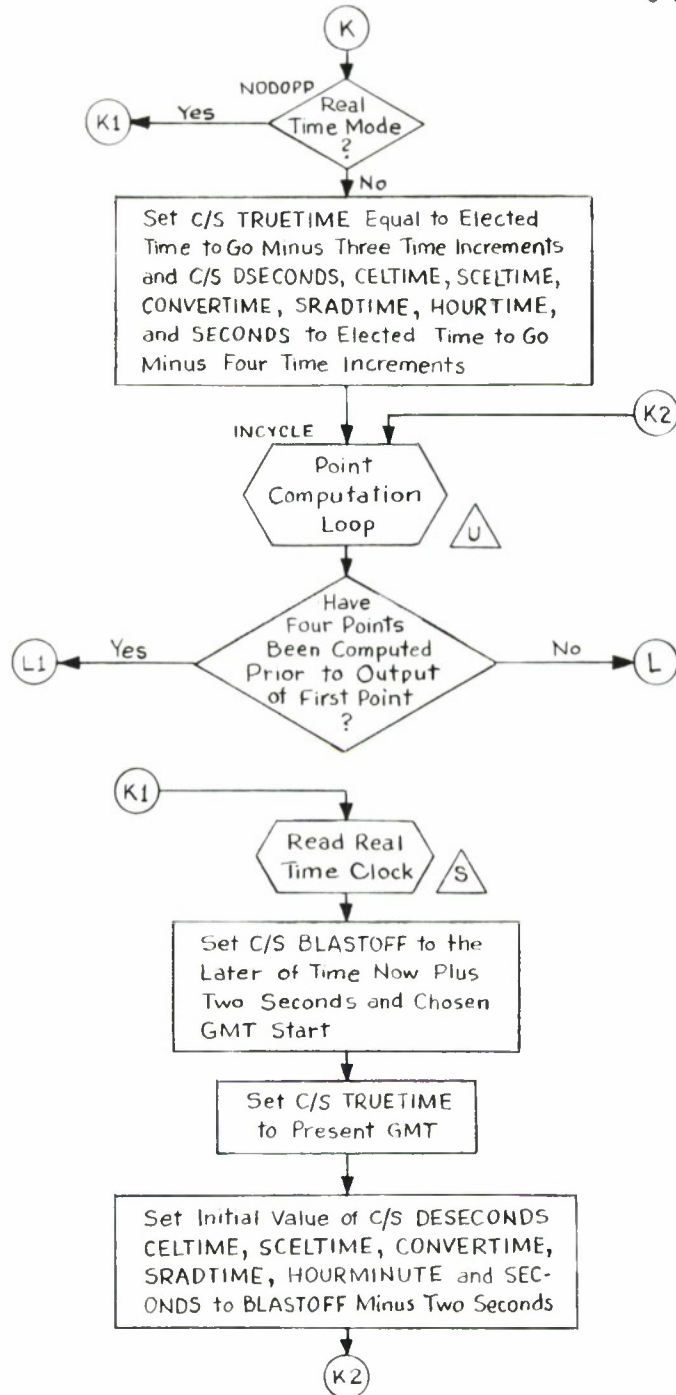 K
NODOPP
Real
Time Mode
?
Yes
K1
No
Set C/S TRUETIME Equal to Elected
Time to Go Minus Three Time Increments
and C/S DSECONDS, CELTIME, SCELTIME,
CONVERTIME, SRADTIME, HOURTIME,
and SECONDS to Elected Time to Go
Minus Four Time Increments
K2
INCYCLE
Point
Computation
Loop
U
Have
Four Points
Been Computed
Prior to Output
of First Point
?
Yes
L1
No
L
K1
Read Real
Time Clock
S
Set C/S BLASTOFF to the
Later of Time Now Plus
Two Seconds and Chosen
GMT Start
Set C/S TRUETIME
to Present GMT
Set Initial Value of C/S DESECONDS
CELTIME, SCELTIME, CONVERTIME,
SRADTIME, HOURMINUTE and SEC-
ONDS to BLASTOFF Minus Two Seconds
K2